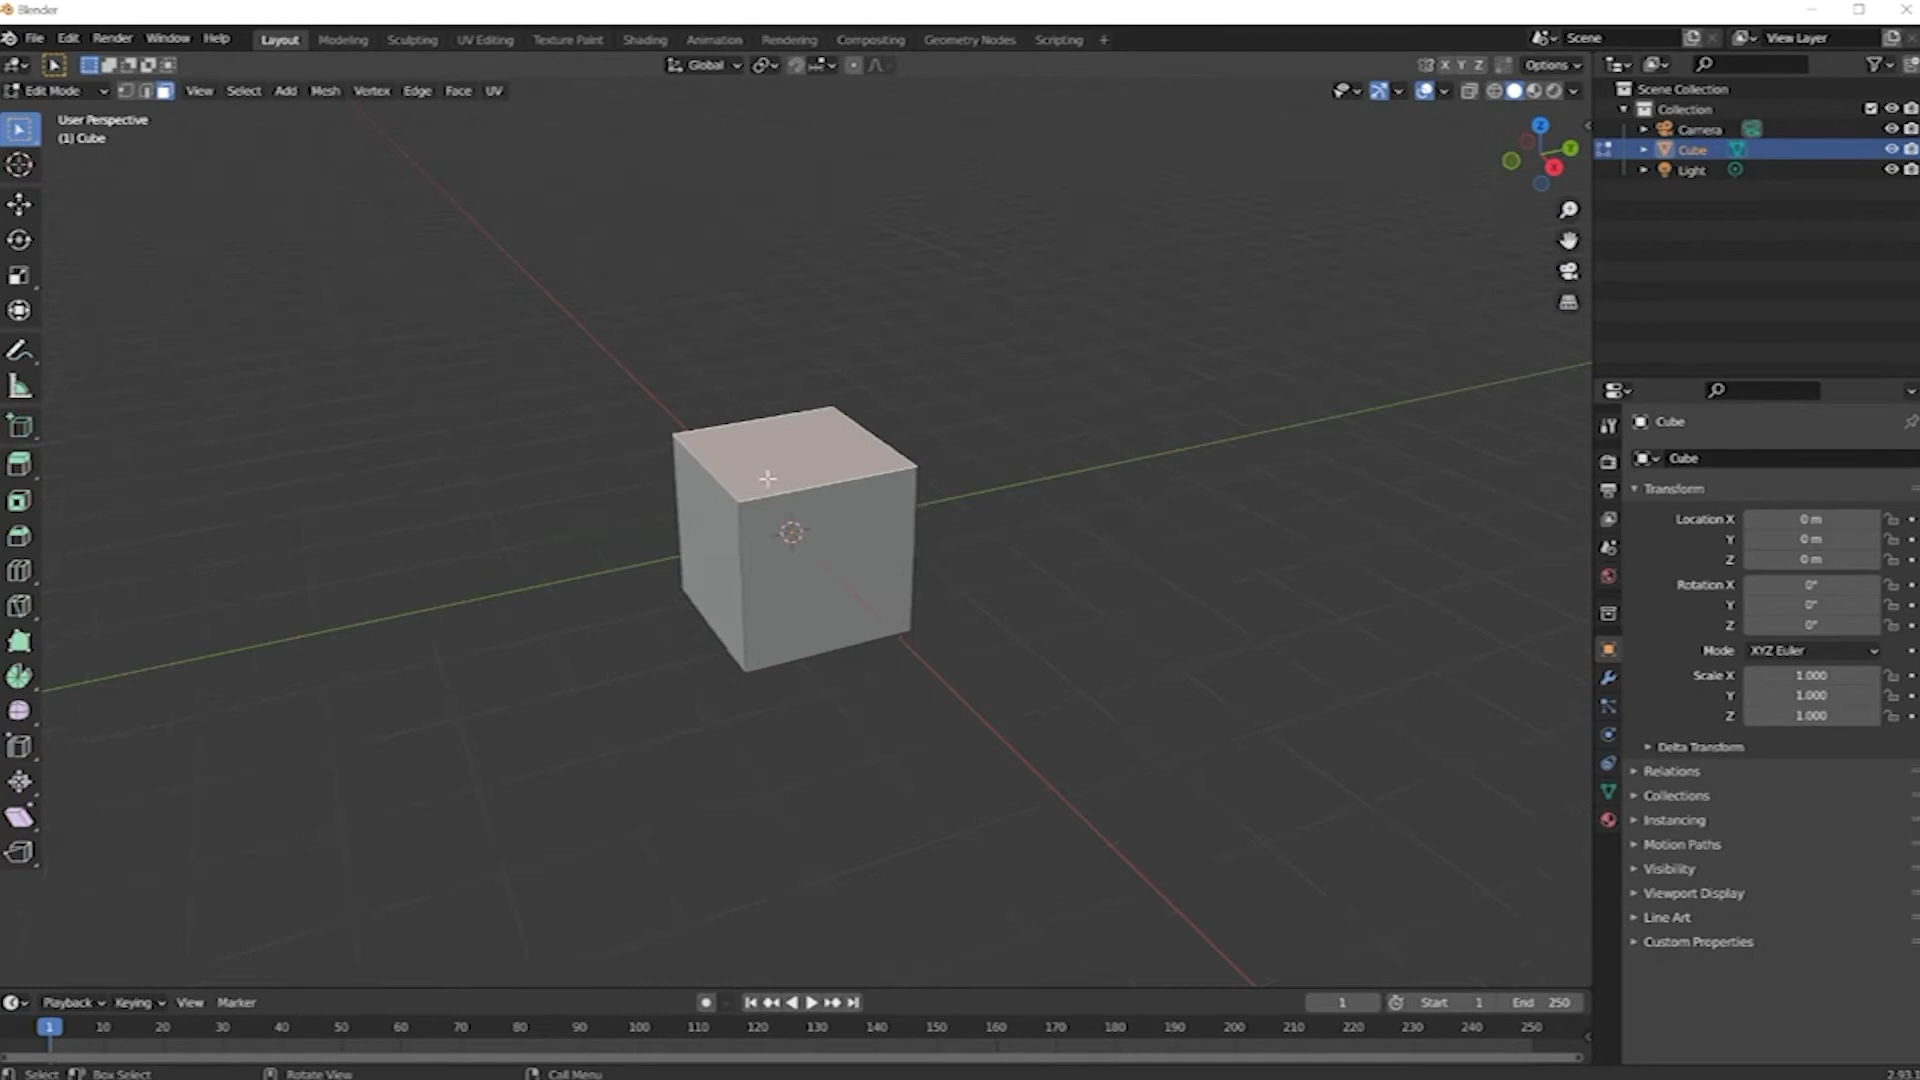 Blender
File Edit Render Window Help Layout Modeling Sculpting UV Editing Texture Paint Shading Animation Rendering Compositing Geometry Nodes Scripting + Scene View Layer
Global X Y Z Options
Edit Mode View Select Add Mesh Vertex Edge Face UV
User Perspective
(1) Cube
Z
Y
X
Scene Collection
Collection
Camera
Cube
Light
Cube
Cube
Transform
Location X 0 m
Y 0 m
Z 0 m
Rotation X 0°
Y 0°
Z 0°
Mode XYZ Euler
Scale X 1.000
Y 1.000
Z 1.000
Delta Transform
Relations
Collections
Instancing
Motion Paths
Visibility
Viewport Display
Line Art
Custom Properties
Playback Keying View Marker 1 Start 1 End 250
1 10 20 30 40 50 60 70 80 90 100 110 120 130 140 150 160 170 180 190 200 210 220 230 240 250
Select Box Select Rotate View Call Menu 2.93.1